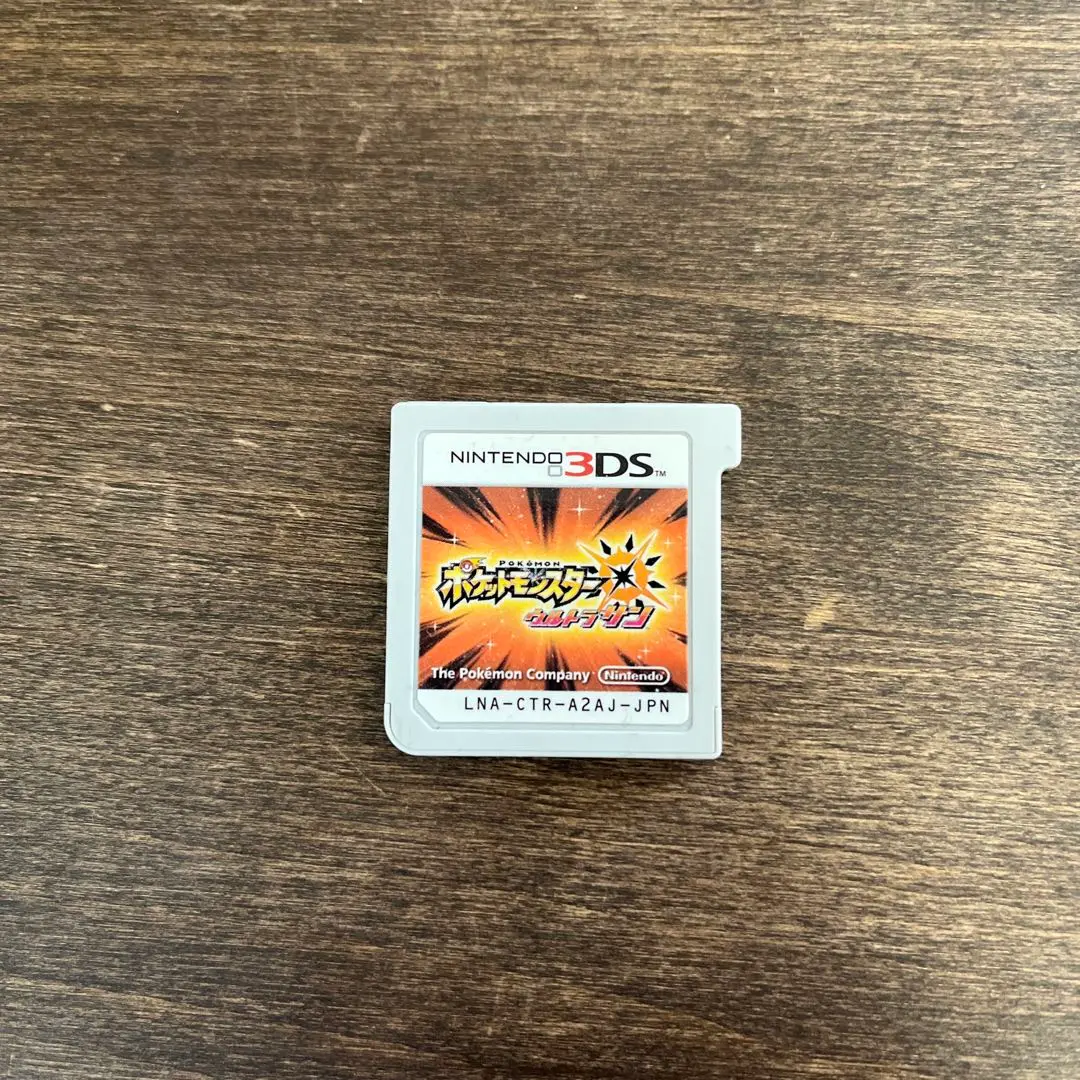 NINTENDO 3DS™
POKéMON
ポケットモンスター
ウルトラサン
The Pokémon Company Nintendo
LNA-CTR-A2AJ-JPN